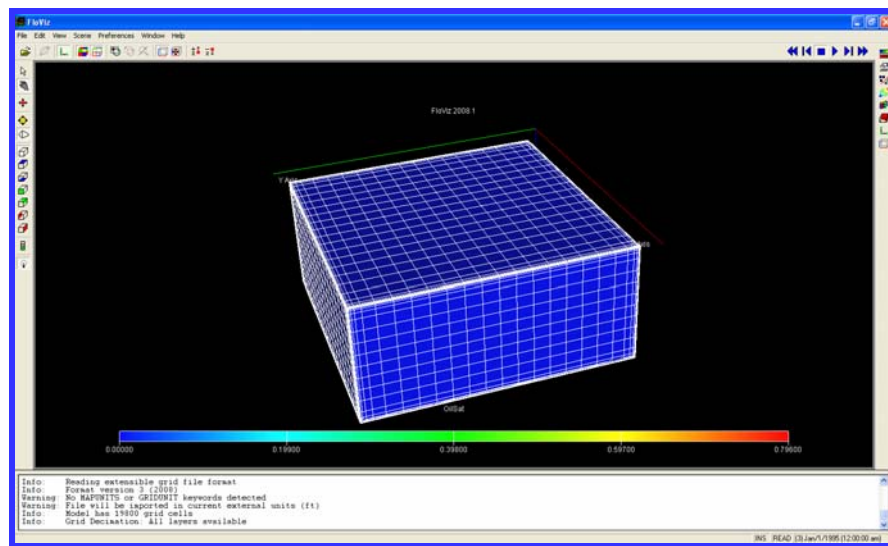 FloViz
File Edit View Scene Preferences Window Help
FloViz 2008.1
Y Axis
Axis
OilSat
0.00000 0.19900 0.39800 0.59700 0.79600
Info: Reading extensible grid file format
Info: Format version 3 (2008)
Warning: No MAPUNITS or GRIDUNIT keywords detected
Warning: File will be imported in current external units (ft)
Info: Model has 19800 grid cells
Info: Grid Decimation: All layers available
INS READ (3) Jan/1/1995 (12:00:00 am)